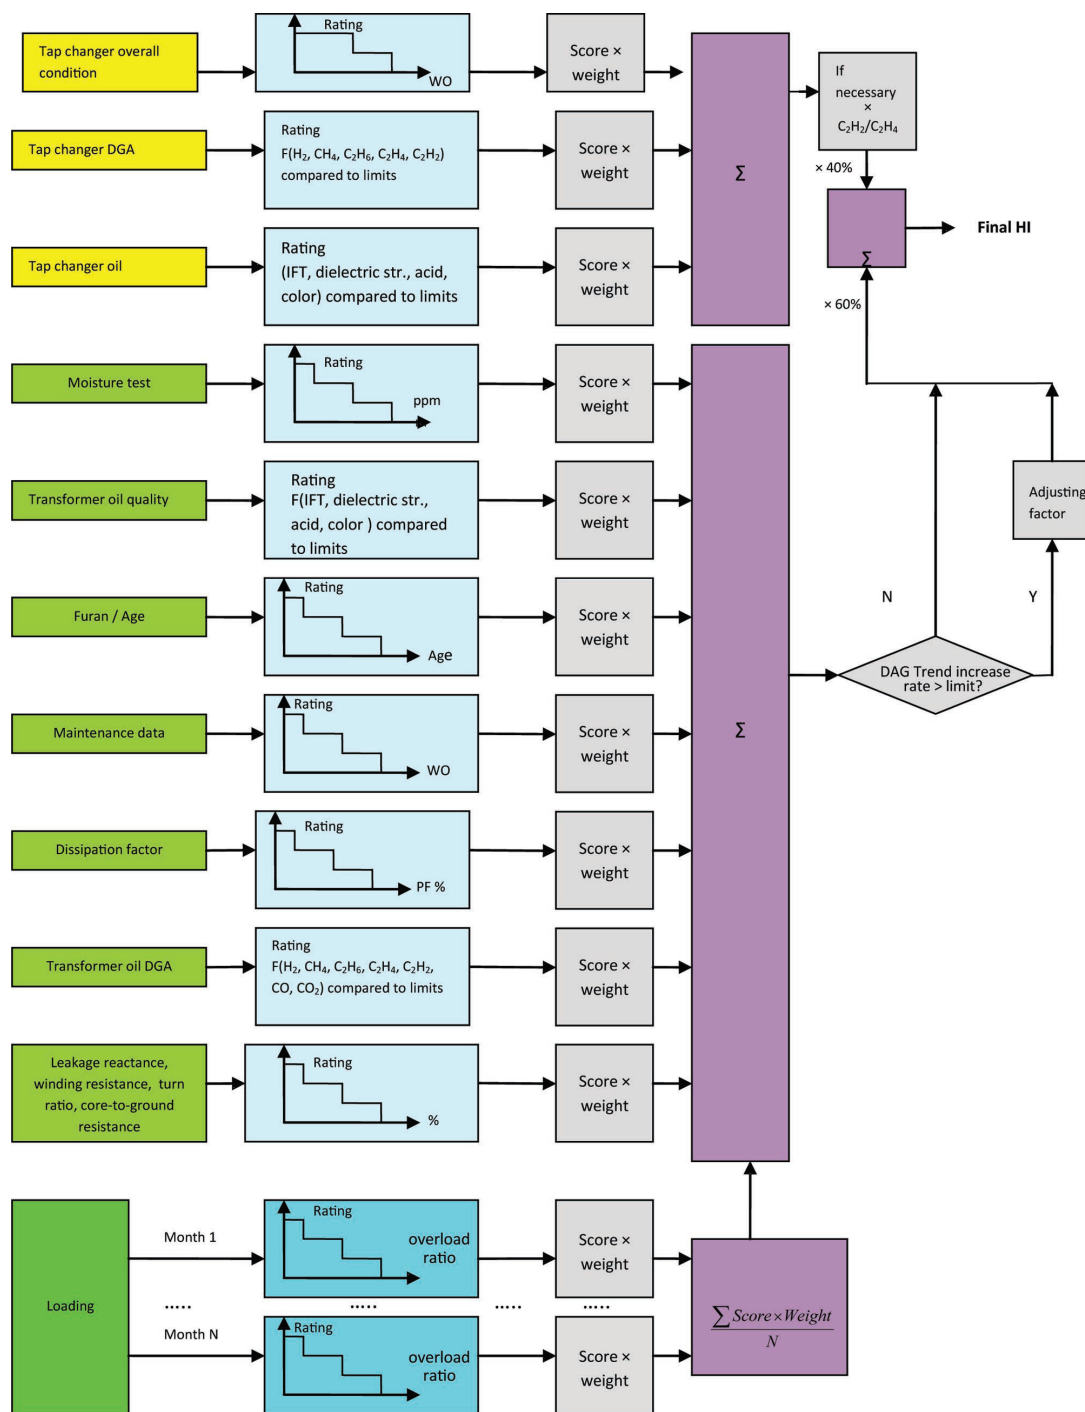 Tap changer overall
condition
Rating
WO
Score ×
weight
If
necessary
×
C₂H₂/C₂H₄
Tap changer DGA
Rating
F(H₂, CH₄, C₂H₆, C₂H₄, C₂H₂)
compared to limits
Score ×
weight
Σ
× 40%
Σ
Final HI
Tap changer oil
Rating
(IFT, dielectric str., acid,
color) compared to limits
Score ×
weight
× 60%
Moisture test
Rating
ppm
Score ×
weight
Transformer oil quality
Rating
F(IFT, dielectric str.,
acid, color ) compared
to limits
Score ×
weight
Adjusting
factor
Furan / Age
Rating
Age
Score ×
weight
N
Y
DAG Trend increase
rate > limit?
Maintenance data
Rating
WO
Score ×
weight
Σ
Dissipation factor
Rating
PF %
Score ×
weight
Transformer oil DGA
Rating
F(H₂, CH₄, C₂H₆, C₂H₄, C₂H₂,
CO, CO₂) compared to limits
Score ×
weight
Leakage reactance,
winding resistance, turn
ratio, core-to-ground
resistance
Rating
%
Score ×
weight
Loading
Month 1
Rating
overload
ratio
Score ×
weight
..... ..... ..... .....
Month N
Rating
overload
ratio
Score ×
weight
∑ Score × Weight
N